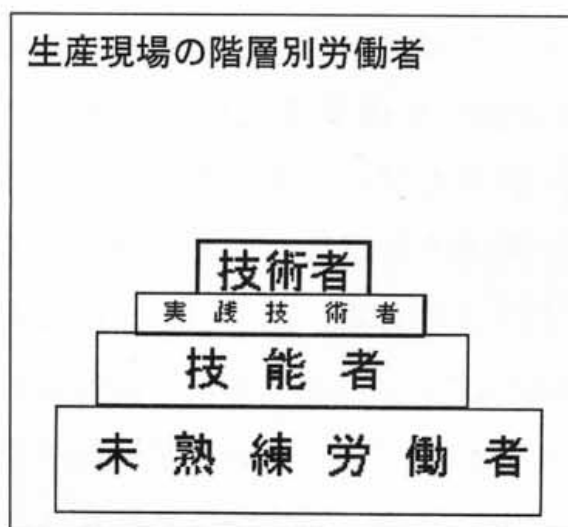 生産現場の階層別労働者
技術者
実践技術者
技能者
未熟練労働者